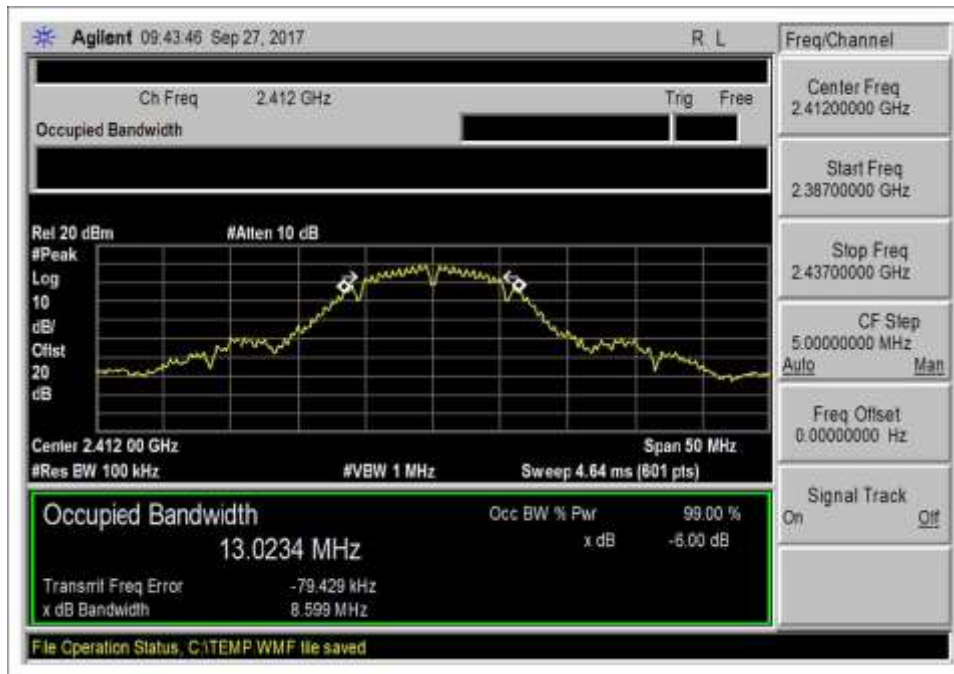 Agilent 09:43:46 Sep 27, 2017 R L
Freq/Channel
Ch Freq 2.412 GHz Trig Free
Occupied Bandwidth
Center Freq
2.41200000 GHz
Start Freq
2.38700000 GHz
Stop Freq
2.43700000 GHz
CF Step
5.00000000 MHz
Auto Man
Freq Offset
0.00000000 Hz
Signal Track
On Off
Ref 20 dBm #Atten 10 dB
#Peak
Log
10
dB/
Offst
20
dB
Center 2.412 00 GHz Span 50 MHz
#Res BW 100 kHz #VBW 1 MHz Sweep 4.64 ms (601 pts)
Occupied Bandwidth Occ BW % Pwr 99.00 %
13.0234 MHz x dB -6.00 dB
Transmit Freq Error -79.429 kHz
x dB Bandwidth 8.599 MHz
File Operation Status, C:\TEMP.WMF file saved